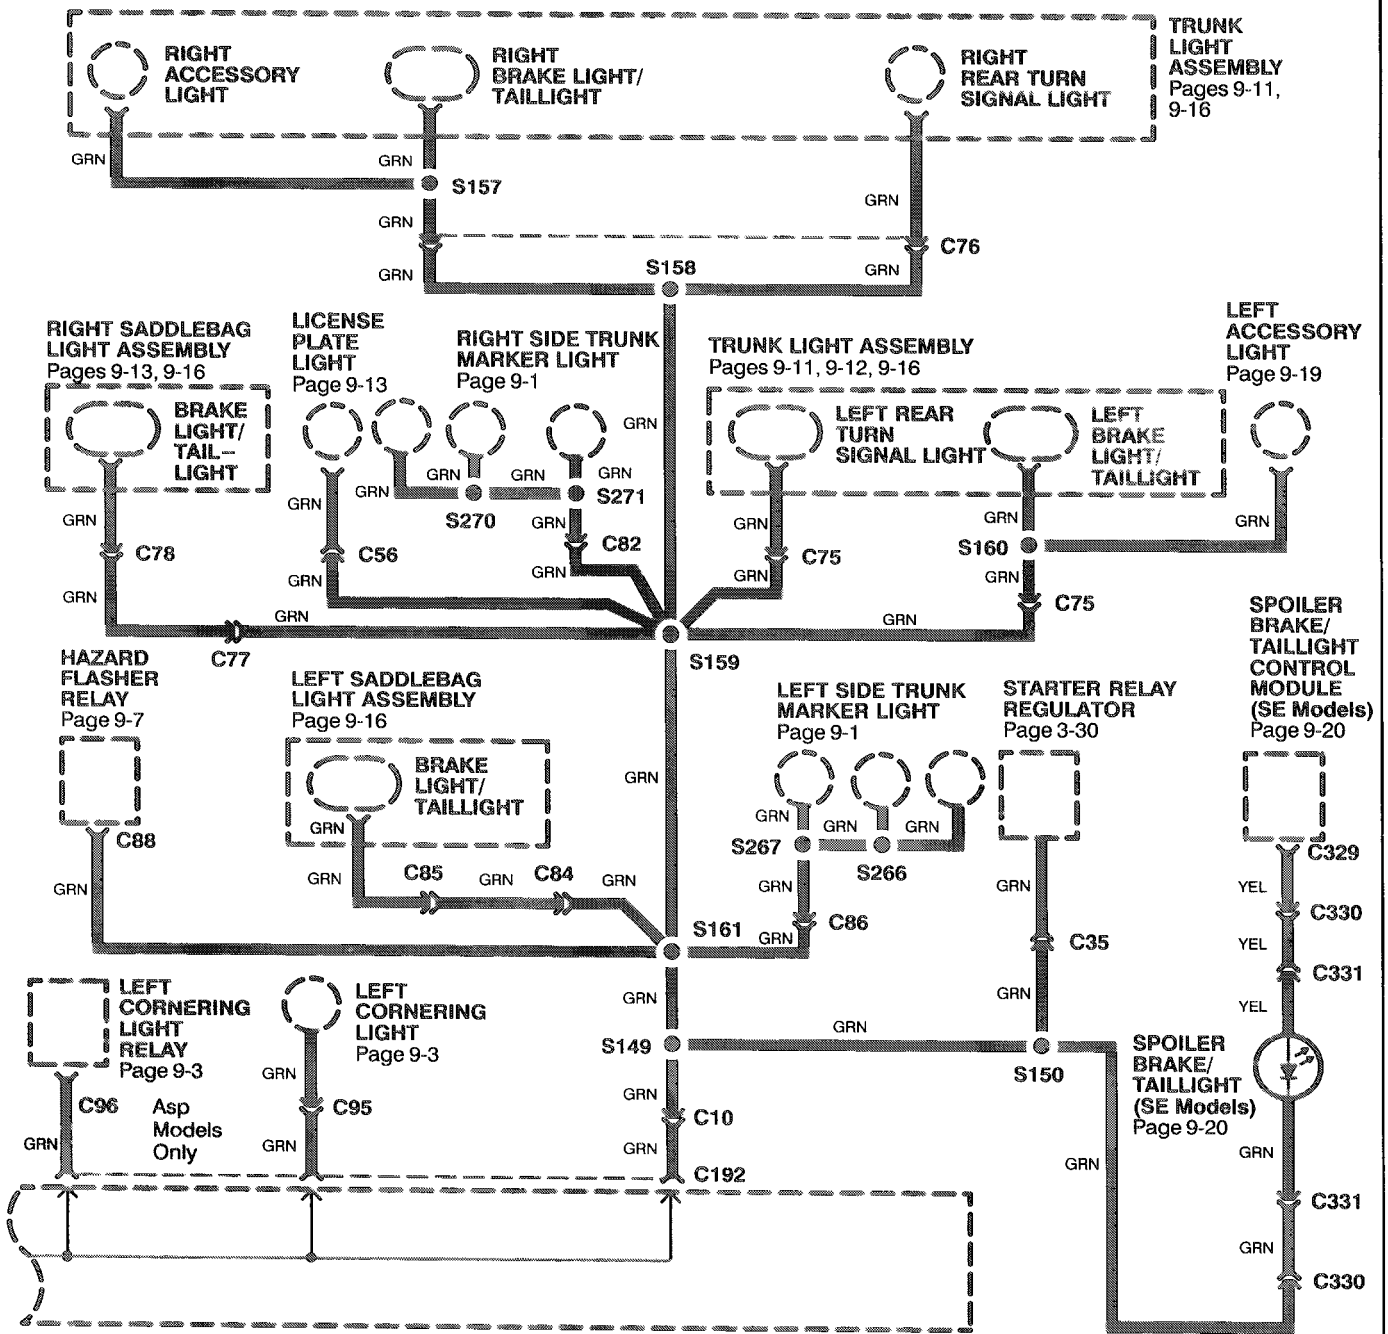 RIGHT
ACCESSORY
LIGHT
RIGHT
BRAKE LIGHT/
TAILLIGHT
RIGHT
REAR TURN
SIGNAL LIGHT
TRUNK
LIGHT
ASSEMBLY
Pages 9-11,
9-16
GRN
GRN
S157
GRN
GRN
C76
GRN
S158
GRN
RIGHT SADDLEBAG
LIGHT ASSEMBLY
Pages 9-13, 9-16
BRAKE
LIGHT/
TAIL–
LIGHT
LICENSE
PLATE
LIGHT
Page 9-13
RIGHT SIDE TRUNK
MARKER LIGHT
Page 9-1
GRN
TRUNK LIGHT ASSEMBLY
Pages 9-11, 9-12, 9-16
LEFT REAR
TURN
SIGNAL LIGHT
LEFT
BRAKE
LIGHT/
TAILLIGHT
LEFT
ACCESSORY
LIGHT
Page 9-19
GRN
GRN
GRN
GRN
GRN
GRN
S270
S271
GRN
GRN
GRN
GRN
GRN
C78
C56
C82
C75
S160
GRN
GRN
GRN
GRN
GRN
C75
GRN
C77
GRN
S159
HAZARD
FLASHER
RELAY
Page 9-7
C88
LEFT SADDLEBAG
LIGHT ASSEMBLY
Page 9-16
BRAKE
LIGHT/
TAILLIGHT
GRN
GRN
LEFT SIDE TRUNK
MARKER LIGHT
Page 9-1
STARTER RELAY
REGULATOR
Page 3-30
SPOILER
BRAKE/
TAILLIGHT
CONTROL
MODULE
(SE Models)
Page 9-20
GRN
GRN
GRN
S267
S266
C329
GRN
GRN
C85
GRN
C84
GRN
GRN
GRN
YEL
C330
S161
GRN
C86
C35
YEL
C331
LEFT
CORNERING
LIGHT
RELAY
Page 9-3
LEFT
CORNERING
LIGHT
Page 9-3
GRN
GRN
YEL
S149
GRN
S150
SPOILER
BRAKE/
TAILLIGHT
(SE Models)
Page 9-20
C96
Asp
Models
Only
GRN
C95
GRN
C10
GRN
GRN
GRN
C192
GRN
GRN
C331
GRN
C330